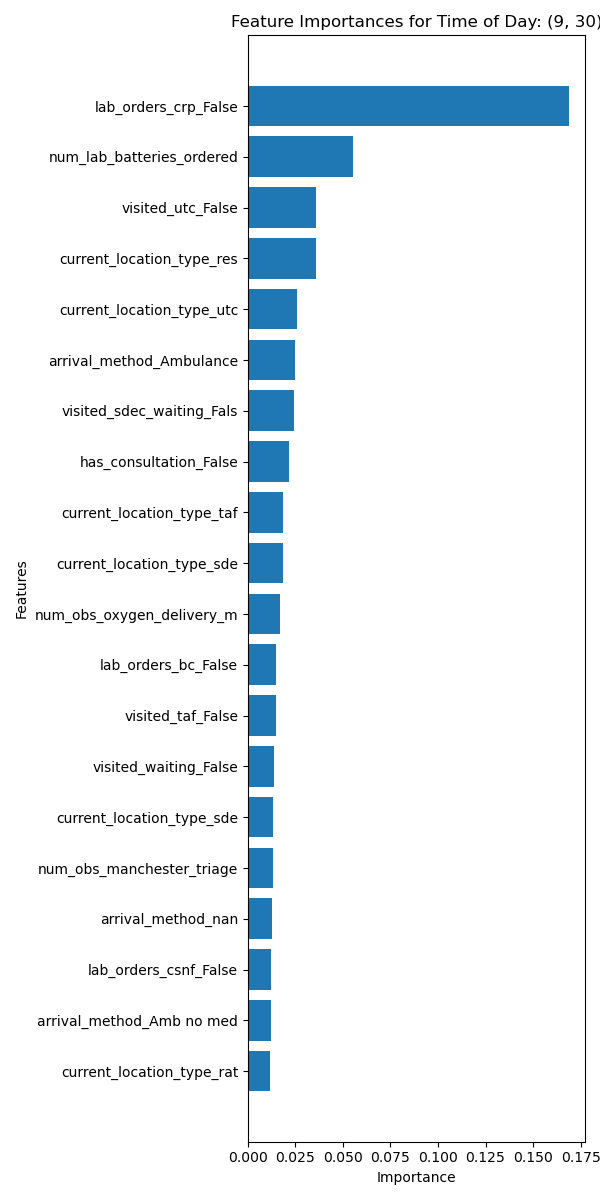 Feature Importances for Time of Day: (9, 30)
lab_orders_crp_False
num_lab_batteries_ordered
visited_utc_False
current_location_type_res
current_location_type_utc
arrival_method_Ambulance
visited_sdec_waiting_Fals
has_consultation_False
current_location_type_taf
current_location_type_sde
num_obs_oxygen_delivery_m
lab_orders_bc_False
visited_taf_False
visited_waiting_False
current_location_type_sde
num_obs_manchester_triage
arrival_method_nan
lab_orders_csnf_False
arrival_method_Amb no med
current_location_type_rat
Features
0.000 0.025 0.050 0.075 0.100 0.125 0.150 0.175
Importance